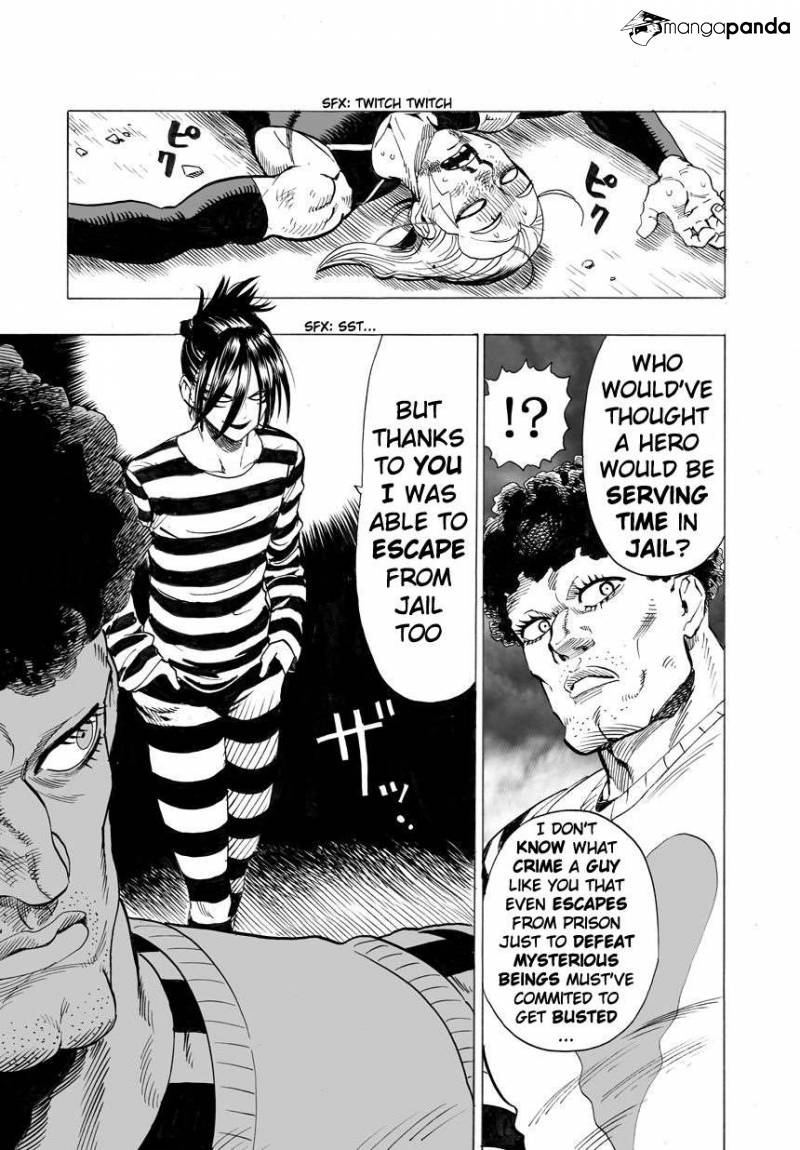 mangapanda
SFX: TWITCH TWITCH
ピク
ピク
WHO
WOULD'VE
THOUGHT
A HERO
WOULD BE
SERVING
TIME IN
JAIL?
!?
I DON'T
KNOW WHAT
CRIME A GUY
LIKE YOU THAT
EVEN ESCAPES
FROM PRISON
JUST TO DEFEAT
MYSTERIOUS
BEINGS MUST'VE
COMMITED TO
GET BUSTED
...
SFX: SST...
BUT
THANKS
TO YOU
I WAS
ABLE TO
ESCAPE
FROM
JAIL
TOO
ザッ...